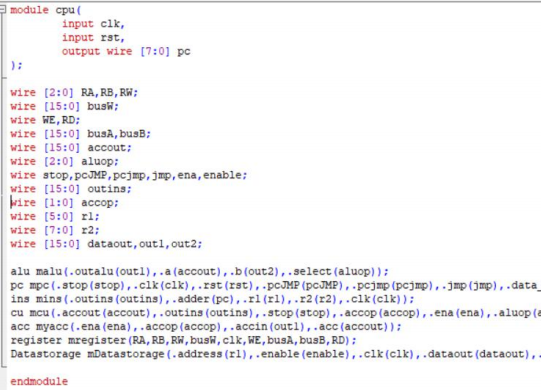 module cpu(
input clk,
input rst,
output wire [7:0] pc
);
wire [2:0] RA,RB,RW;
wire [15:0] busW;
wire WE,RD;
wire [15:0] busA,busB;
wire [15:0] accout;
wire [2:0] aluop;
wire stop,pcJMP,pcjmp,jmp,ena,enable;
wire [15:0] outins;
wire [1:0] accop;
wire [5:0] r1;
wire [7:0] r2;
wire [15:0] dataout,out1,out2;
alu malu(.outalu(out1),.a(accout),.b(out2),.select(aluop));
pc mpc(.stop(stop),.clk(clk),.rst(rst),.pcJMP(pcJMP),.pcjmp(pcjmp),.jmp(jmp),.data_
ins mins(.outins(outins),.adder(pc),.r1(r1),.r2(r2),.clk(clk));
cu mcu(.accout(accout),.outins(outins),.stop(stop),.accop(accop),.ena(ena),.aluop(a
acc myacc(.ena(ena),.accop(accop),.accin(out1),.acc(accout));
register mregister(RA,RB,RW,busW,clk,WE,busA,busB,RD);
Datastorage mDatastorage(.address(r1),.enable(enable),.clk(clk),.dataout(dataout),.
endmodule